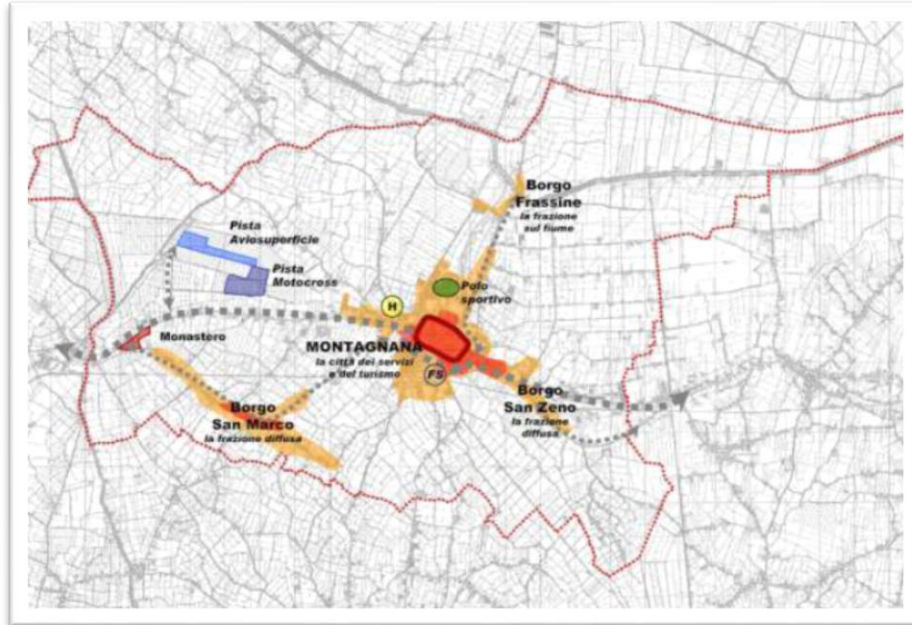 Borgo
Frassine
la frazione
sul fiume
Pista
Aviosuperficie
Pista
Motocross
Polo
sportivo
H
Monastero
MONTAGNANA
la città dei servizi
e del turismo
FS
Borgo
San Zeno
la frazione
diffusa
Borgo
San Marco
la frazione diffusa